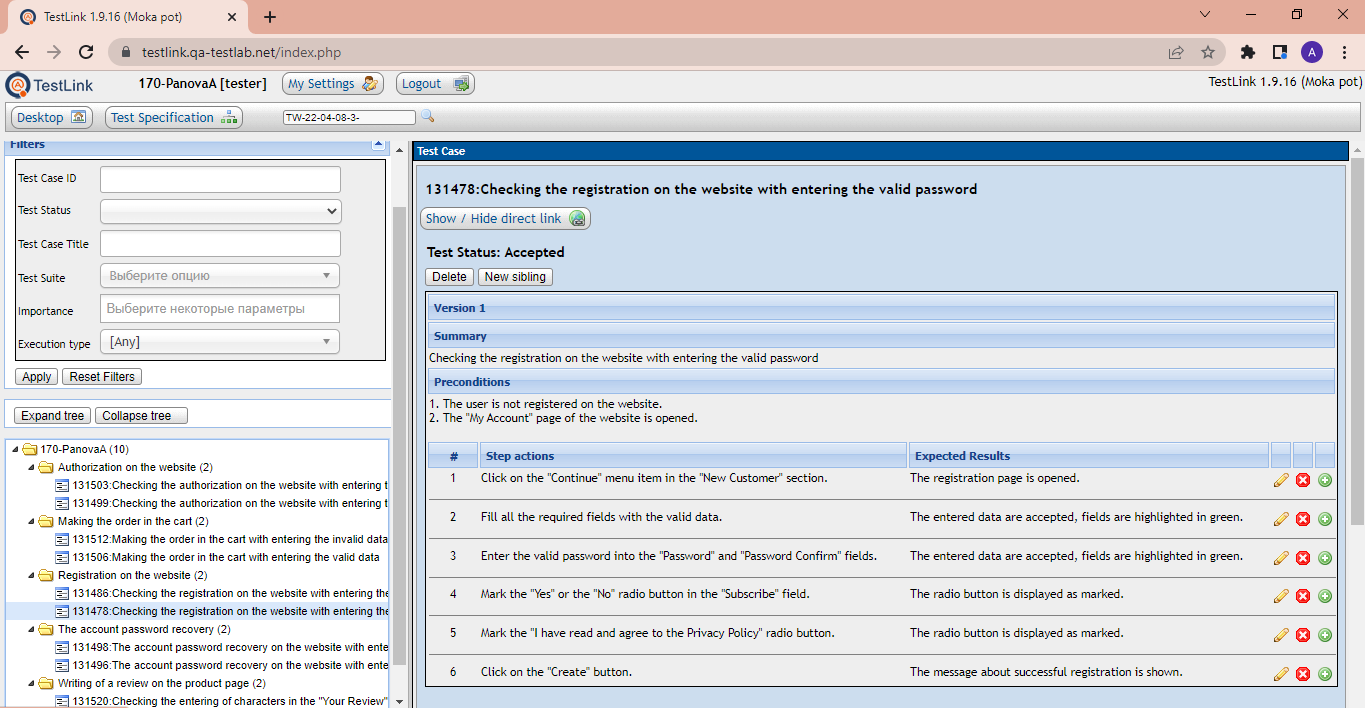 TestLink 1.9.16 (Moka pot)
testlink.qa-testlab.net/index.php
A
TestLink
170-PanovaA [tester]
My Settings
Logout
TestLink 1.9.16 (Moka pot)
Desktop
Test Specification
TW-22-04-08-3-
Filters
Test Case ID
Test Status
Test Case Title
Test Suite
Выберите опцию
Importance
Выберите некоторые параметры
Execution type
[Any]
Apply
Reset Filters
Expand tree
Collapse tree
170-PanovaA (10)
Authorization on the website (2)
131503:Checking the authorization on the website with entering t
131499:Checking the authorization on the website with entering t
Making the order in the cart (2)
131512:Making the order in the cart with entering the invalid data
131506:Making the order in the cart with entering the valid data
Registration on the website (2)
131486:Checking the registration on the website with entering the
131478:Checking the registration on the website with entering the
The account password recovery (2)
131498:The account password recovery on the website with ente
131496:The account password recovery on the website with ente
Writing of a review on the product page (2)
131520:Checking the entering of characters in the "Your Review"
Test Case
131478:Checking the registration on the website with entering the valid password
Show / Hide direct link
Test Status: Accepted
Delete
New sibling
Version 1
Summary
Checking the registration on the website with entering the valid password
Preconditions
1. The user is not registered on the website.
2. The "My Account" page of the website is opened.
# Step actions Expected Results
1 Click on the "Continue" menu item in the "New Customer" section. The registration page is opened.
2 Fill all the required fields with the valid data. The entered data are accepted, fields are highlighted in green.
3 Enter the valid password into the "Password" and "Password Confirm" fields. The entered data are accepted, fields are highlighted in green.
4 Mark the "Yes" or the "No" radio button in the "Subscribe" field. The radio button is displayed as marked.
5 Mark the "I have read and agree to the Privacy Policy" radio button. The radio button is displayed as marked.
6 Click on the "Create" button. The message about successful registration is shown.